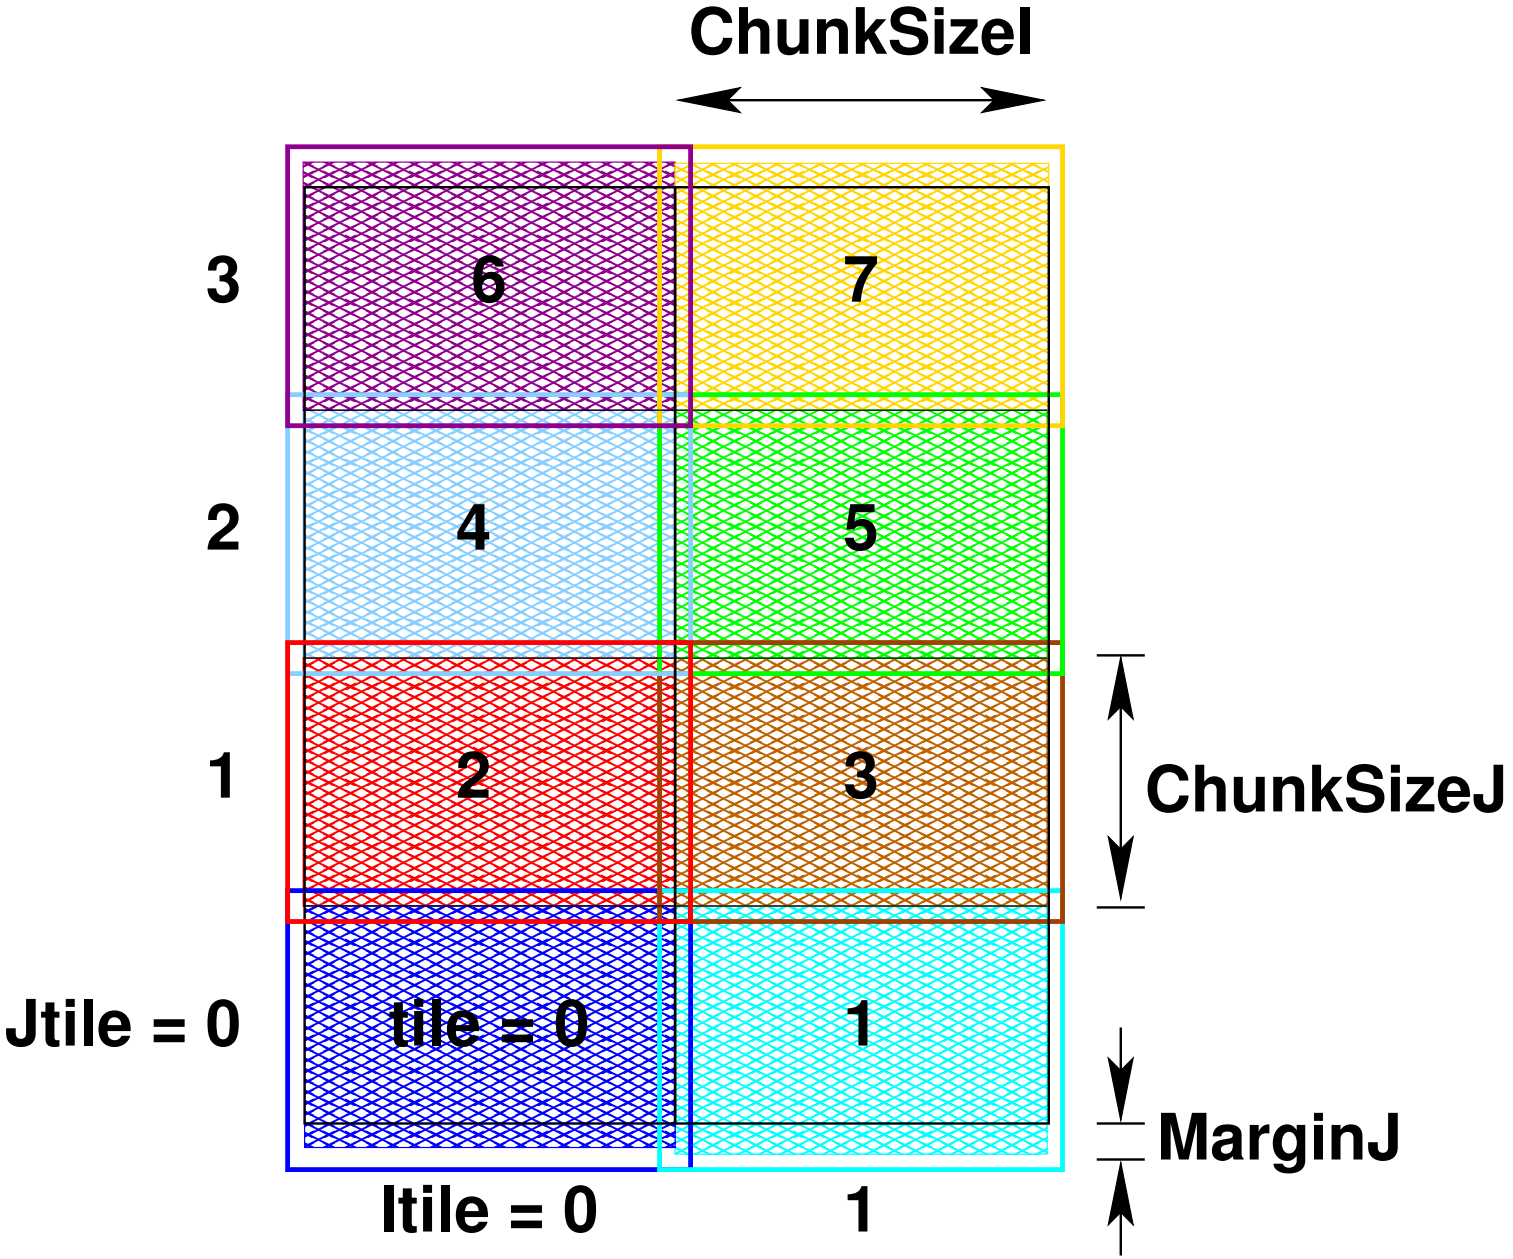 ChunkSizeI
3 6 7
2 4 5
1 2 3
ChunkSizeJ
Jtile = 0 tile = 0 1
MarginJ
Itile = 0 1